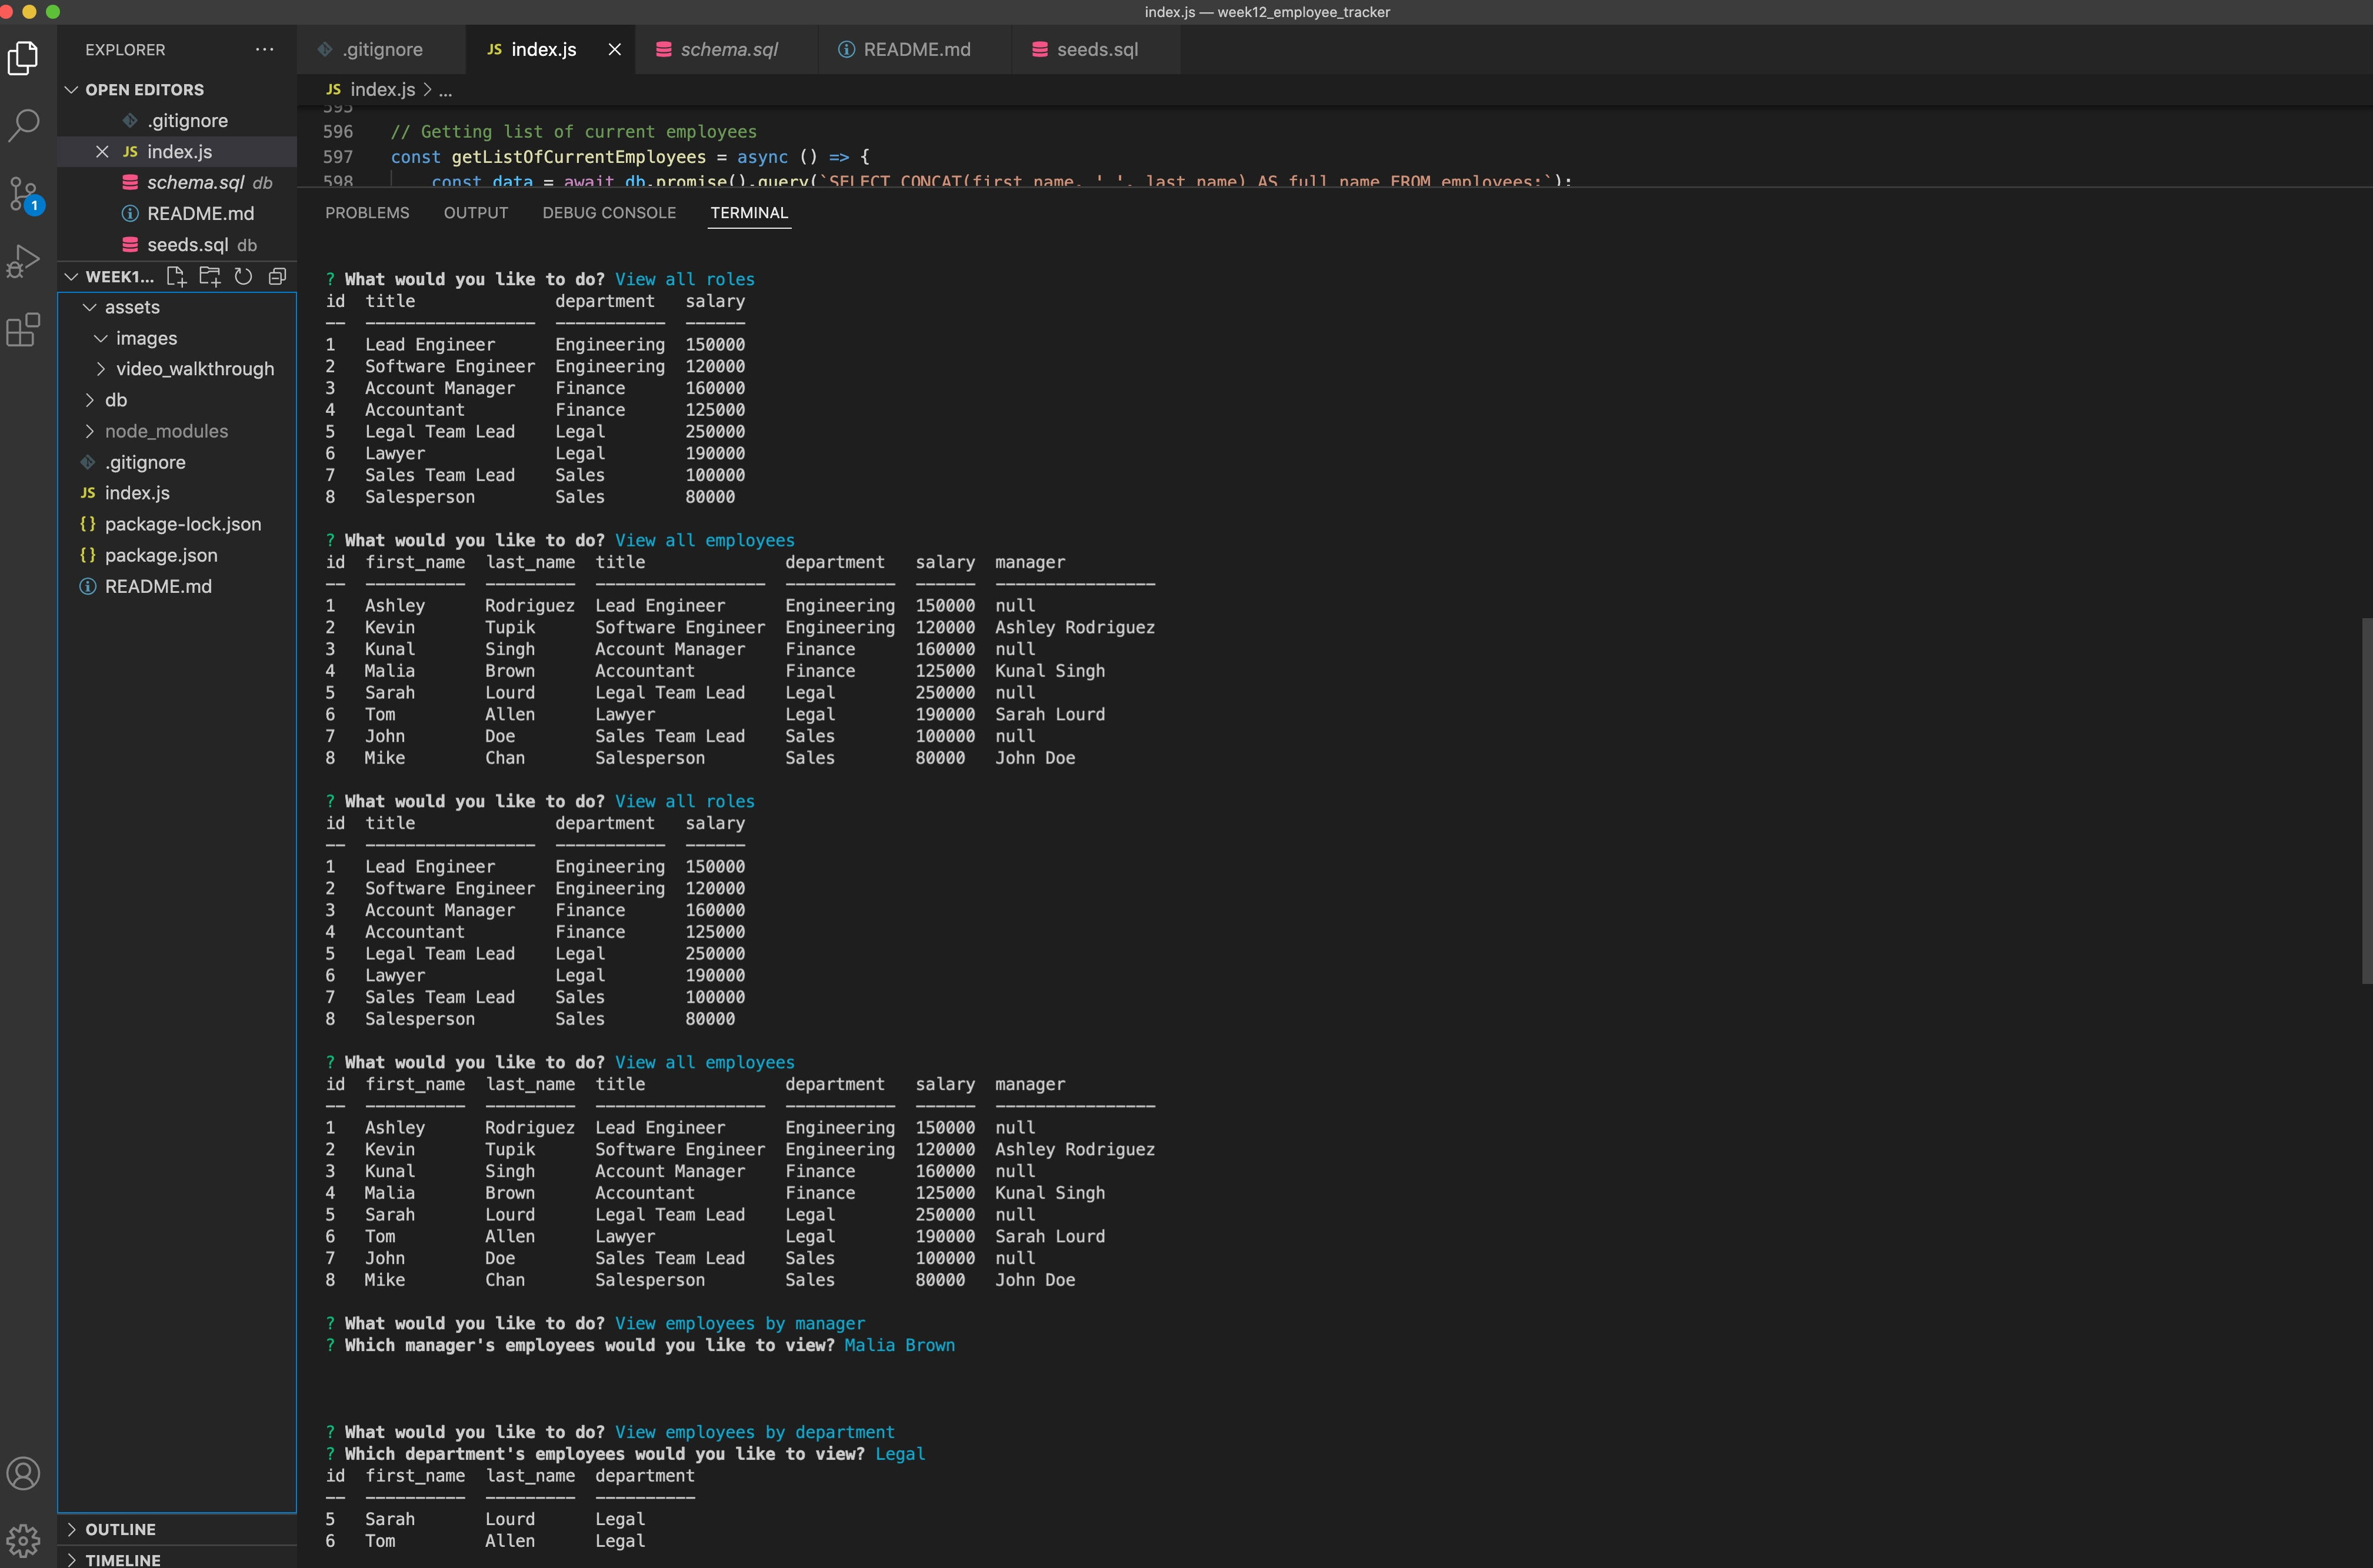 index.js — week12_employee_tracker
EXPLORER
OPEN EDITORS
.gitignore
JS index.js
schema.sql db
README.md
seeds.sql db
1
WEEK1...
assets
images
video_walkthrough
db
node_modules
.gitignore
JS index.js
{} package-lock.json
{} package.json
README.md
OUTLINE
TIMELINE
.gitignore
JS index.js
schema.sql
README.md
seeds.sql
JS index.js > ...
595
596 // Getting list of current employees
597 const getListOfCurrentEmployees = async () => {
598 const data = await db.promise().query(`SELECT CONCAT(first_name, ' ', last_name) AS full_name FROM employees;`);
PROBLEMS OUTPUT DEBUG CONSOLE TERMINAL
? What would you like to do? View all roles
id title department salary
-- ----------------- ----------- ------
1 Lead Engineer Engineering 150000
2 Software Engineer Engineering 120000
3 Account Manager Finance 160000
4 Accountant Finance 125000
5 Legal Team Lead Legal 250000
6 Lawyer Legal 190000
7 Sales Team Lead Sales 100000
8 Salesperson Sales 80000
? What would you like to do? View all employees
id first_name last_name title department salary manager
-- ---------- --------- ----------------- ----------- ------ ----------------
1 Ashley Rodriguez Lead Engineer Engineering 150000 null
2 Kevin Tupik Software Engineer Engineering 120000 Ashley Rodriguez
3 Kunal Singh Account Manager Finance 160000 null
4 Malia Brown Accountant Finance 125000 Kunal Singh
5 Sarah Lourd Legal Team Lead Legal 250000 null
6 Tom Allen Lawyer Legal 190000 Sarah Lourd
7 John Doe Sales Team Lead Sales 100000 null
8 Mike Chan Salesperson Sales 80000 John Doe
? What would you like to do? View all roles
id title department salary
-- ----------------- ----------- ------
1 Lead Engineer Engineering 150000
2 Software Engineer Engineering 120000
3 Account Manager Finance 160000
4 Accountant Finance 125000
5 Legal Team Lead Legal 250000
6 Lawyer Legal 190000
7 Sales Team Lead Sales 100000
8 Salesperson Sales 80000
? What would you like to do? View all employees
id first_name last_name title department salary manager
-- ---------- --------- ----------------- ----------- ------ ----------------
1 Ashley Rodriguez Lead Engineer Engineering 150000 null
2 Kevin Tupik Software Engineer Engineering 120000 Ashley Rodriguez
3 Kunal Singh Account Manager Finance 160000 null
4 Malia Brown Accountant Finance 125000 Kunal Singh
5 Sarah Lourd Legal Team Lead Legal 250000 null
6 Tom Allen Lawyer Legal 190000 Sarah Lourd
7 John Doe Sales Team Lead Sales 100000 null
8 Mike Chan Salesperson Sales 80000 John Doe
? What would you like to do? View employees by manager
? Which manager's employees would you like to view? Malia Brown
? What would you like to do? View employees by department
? Which department's employees would you like to view? Legal
id first_name last_name department
-- ---------- --------- ----------
5 Sarah Lourd Legal
6 Tom Allen Legal